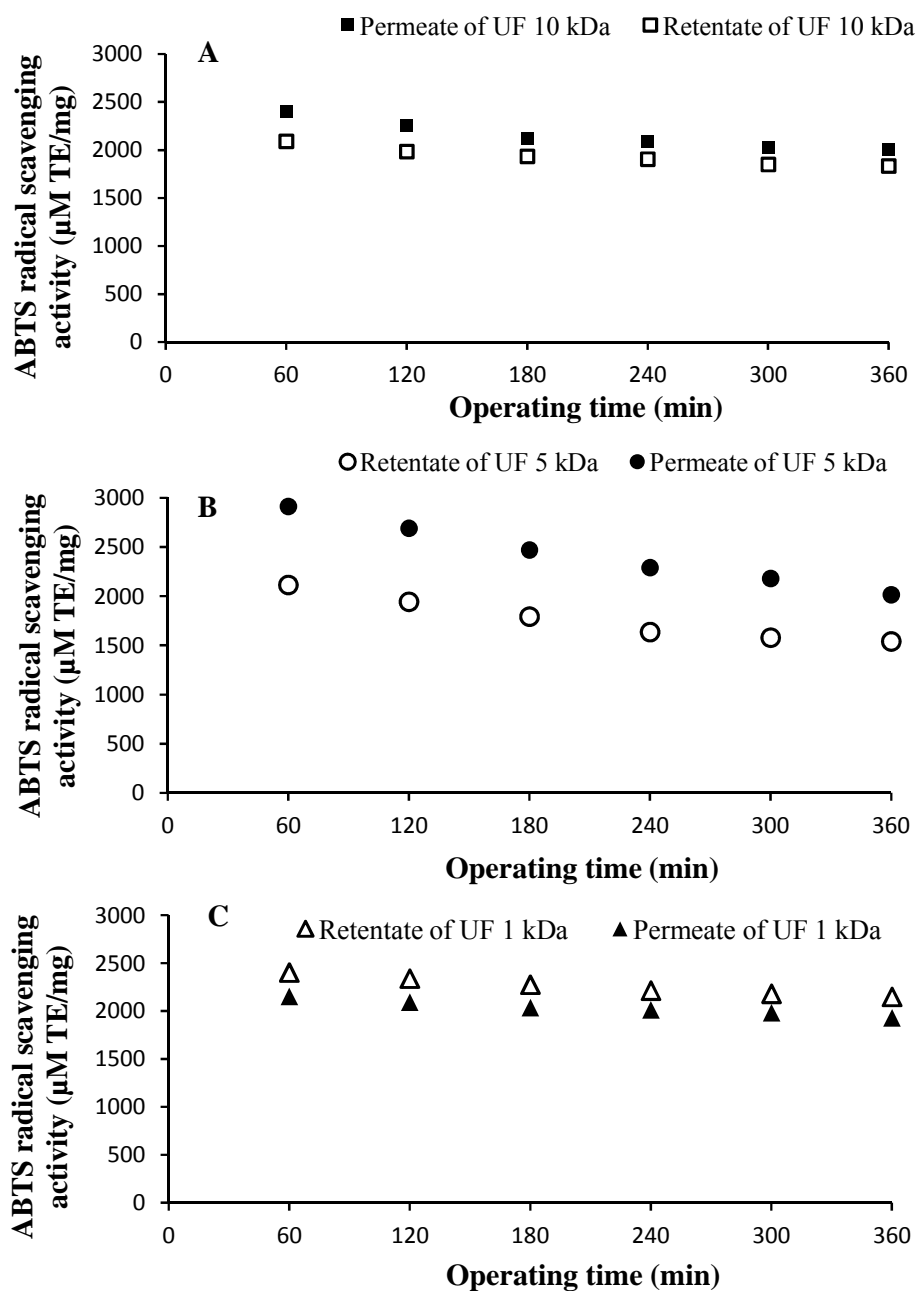 ■ Permeate of UF 10 kDa □ Retentate of UF 10 kDa
A
ABTS radical scavenging
activity (µM TE/mg)
3000
2500
2000
1500
1000
500
0
0 60 120 180 240 300 360
Operating time (min)
○ Retentate of UF 5 kDa ● Permeate of UF 5 kDa
B
ABTS radical scavenging
activity (µM TE/mg)
3000
2500
2000
1500
1000
500
0
0 60 120 180 240 300 360
Operating time (min)
C
△ Retentate of UF 1 kDa ▲ Permeate of UF 1 kDa
ABTS radical scavenging
activity (µM TE/mg)
3000
2500
2000
1500
1000
500
0
0 60 120 180 240 300 360
Operating time (min)